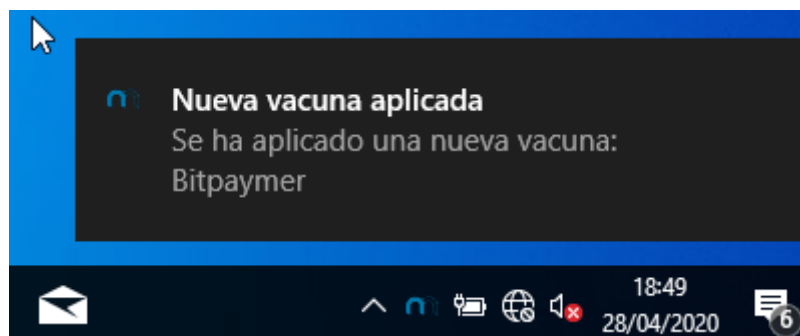 Nueva vacuna aplicada
Se ha aplicado una nueva vacuna:
Bitpaymer
18:49
28/04/2020
6